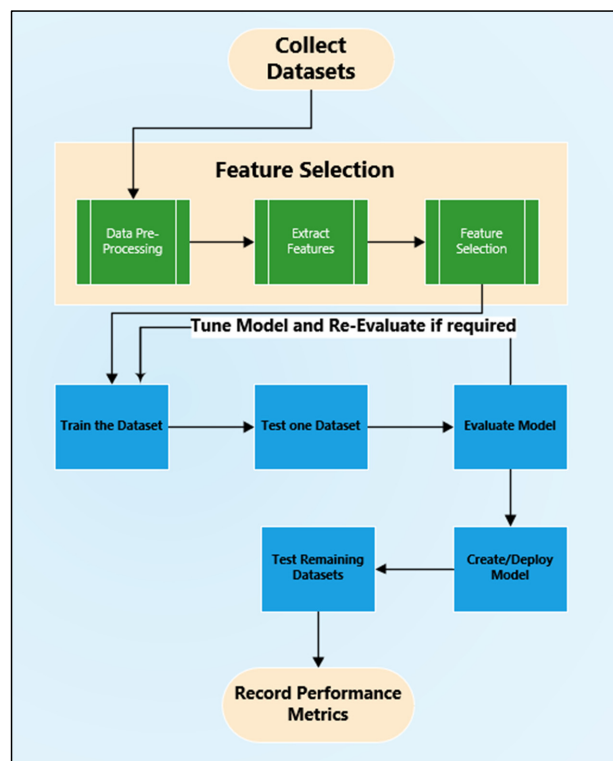 Collect
Datasets
Feature Selection
Data Pre-
Processing
Extract
Features
Feature
Selection
Tune Model and Re-Evaluate if required
Train the Dataset
Test one Dataset
Evaluate Model
Test Remaining
Datasets
Create/Deploy
Model
Record Performance
Metrics